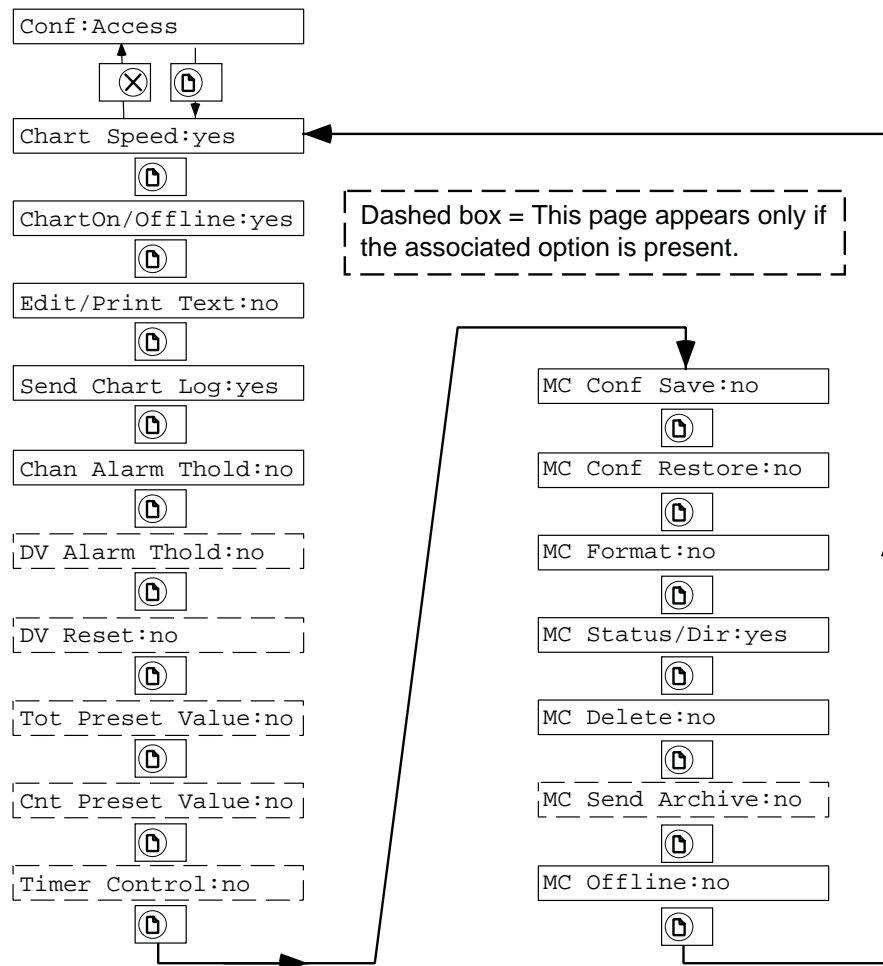 Conf:Access
Chart Speed:yes
ChartOn/Offline:yes
Edit/Print Text:no
Send Chart Log:yes
Chan Alarm Thold:no
DV Alarm Thold:no
DV Reset:no
Tot Preset Value:no
Cnt Preset Value:no
Timer Control:no
Dashed box = This page appears only if
the associated option is present.
MC Conf Save:no
MC Conf Restore:no
MC Format:no
MC Status/Dir:yes
MC Delete:no
MC Send Archive:no
MC Offline:no